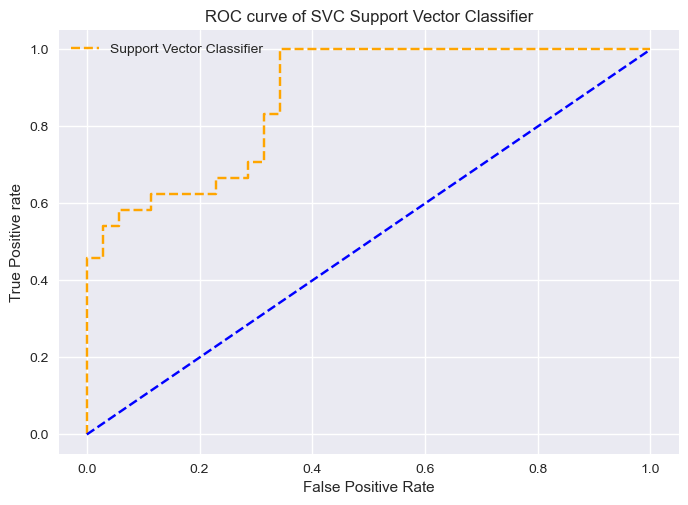 ROC curve of SVC Support Vector Classifier
Support Vector Classifier
True Positive rate
1.0
0.8
0.6
0.4
0.2
0.0
0.0 0.2 0.4 0.6 0.8 1.0
False Positive Rate